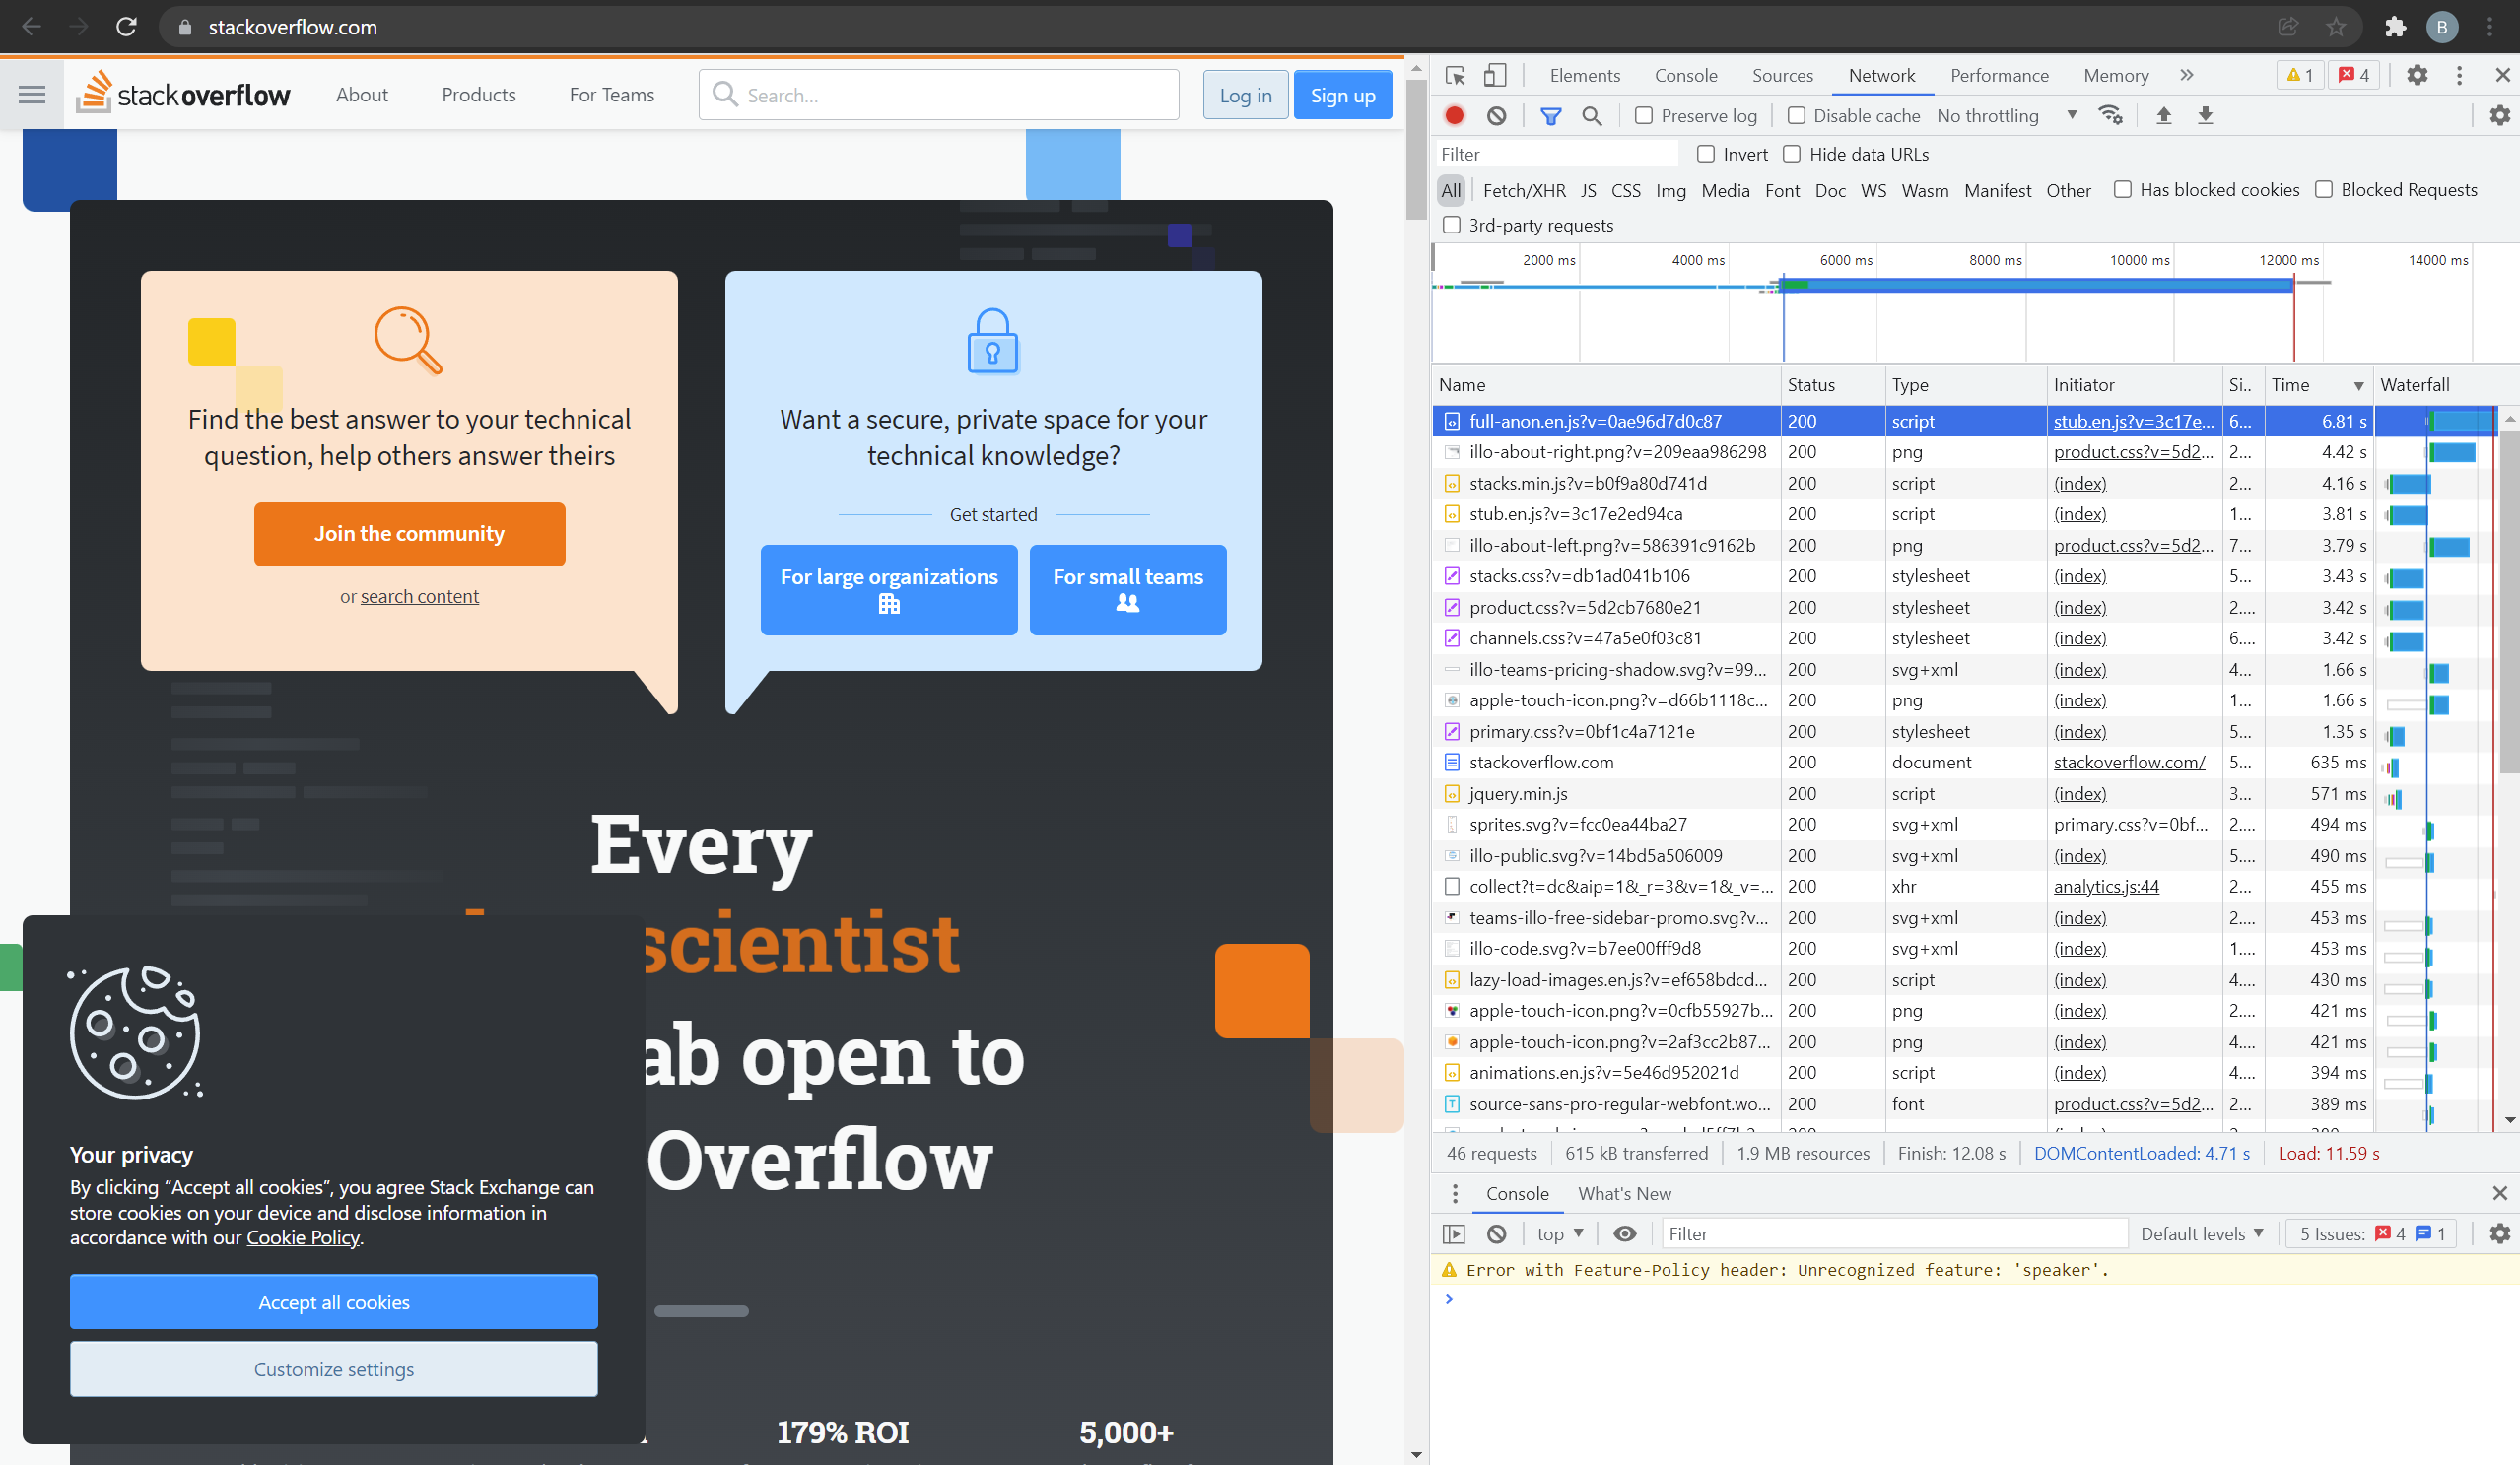 stackoverflow.com
B
stackoverflow
About
Products
For Teams
Search...
Log in
Sign up
Find the best answer to your technical
question, help others answer theirs
Join the community
or search content
Want a secure, private space for your
technical knowledge?
Get started
For large organizations
For small teams
Every
scientist
ab open to
Overflow
179% ROI
5,000+
Your privacy
By clicking “Accept all cookies”, you agree Stack Exchange can
store cookies on your device and disclose information in
accordance with our Cookie Policy.
Accept all cookies
Customize settings
Elements Console Sources Network Performance Memory » 1 4
Preserve log Disable cache No throttling
Filter Invert Hide data URLs
All Fetch/XHR JS CSS Img Media Font Doc WS Wasm Manifest Other Has blocked cookies Blocked Requests
3rd-party requests
2000 ms 4000 ms 6000 ms 8000 ms 10000 ms 12000 ms 14000 ms
Name Status Type Initiator Si.. Time Waterfall
full-anon.en.js?v=0ae96d7d0c87 200 script stub.en.js?v=3c17e... 6... 6.81 s
illo-about-right.png?v=209eaa986298 200 png product.css?v=5d2... 2... 4.42 s
stacks.min.js?v=b0f9a80d741d 200 script (index) 2... 4.16 s
stub.en.js?v=3c17e2ed94ca 200 script (index) 1... 3.81 s
illo-about-left.png?v=586391c9162b 200 png product.css?v=5d2... 7... 3.79 s
stacks.css?v=db1ad041b106 200 stylesheet (index) 5... 3.43 s
product.css?v=5d2cb7680e21 200 stylesheet (index) 2.... 3.42 s
channels.css?v=47a5e0f03c81 200 stylesheet (index) 6.... 3.42 s
illo-teams-pricing-shadow.svg?v=99... 200 svg+xml (index) 4... 1.66 s
apple-touch-icon.png?v=d66b1118c... 200 png (index) 1... 1.66 s
primary.css?v=0bf1c4a7121e 200 stylesheet (index) 5... 1.35 s
stackoverflow.com 200 document stackoverflow.com/ 5... 635 ms
jquery.min.js 200 script (index) 3... 571 ms
sprites.svg?v=fcc0ea44ba27 200 svg+xml primary.css?v=0bf... 2.... 494 ms
illo-public.svg?v=14bd5a506009 200 svg+xml (index) 5.... 490 ms
collect?t=dc&aip=1&_r=3&v=1&_v=... 200 xhr analytics.js:44 2... 455 ms
teams-illo-free-sidebar-promo.svg?v... 200 svg+xml (index) 2.... 453 ms
illo-code.svg?v=b7ee00fff9d8 200 svg+xml (index) 1.... 453 ms
lazy-load-images.en.js?v=ef658bdcd... 200 script (index) 4.... 430 ms
apple-touch-icon.png?v=0cfb55927b... 200 png (index) 2.... 421 ms
apple-touch-icon.png?v=2af3cc2b87... 200 png (index) 4.... 421 ms
animations.en.js?v=5e46d952021d 200 script (index) 4.... 394 ms
source-sans-pro-regular-webfont.wo... 200 font product.css?v=5d2... 2... 389 ms
46 requests 615 kB transferred 1.9 MB resources Finish: 12.08 s DOMContentLoaded: 4.71 s Load: 11.59 s
Console What's New
top Filter Default levels 5 Issues: 4 1
Error with Feature-Policy header: Unrecognized feature: 'speaker'.